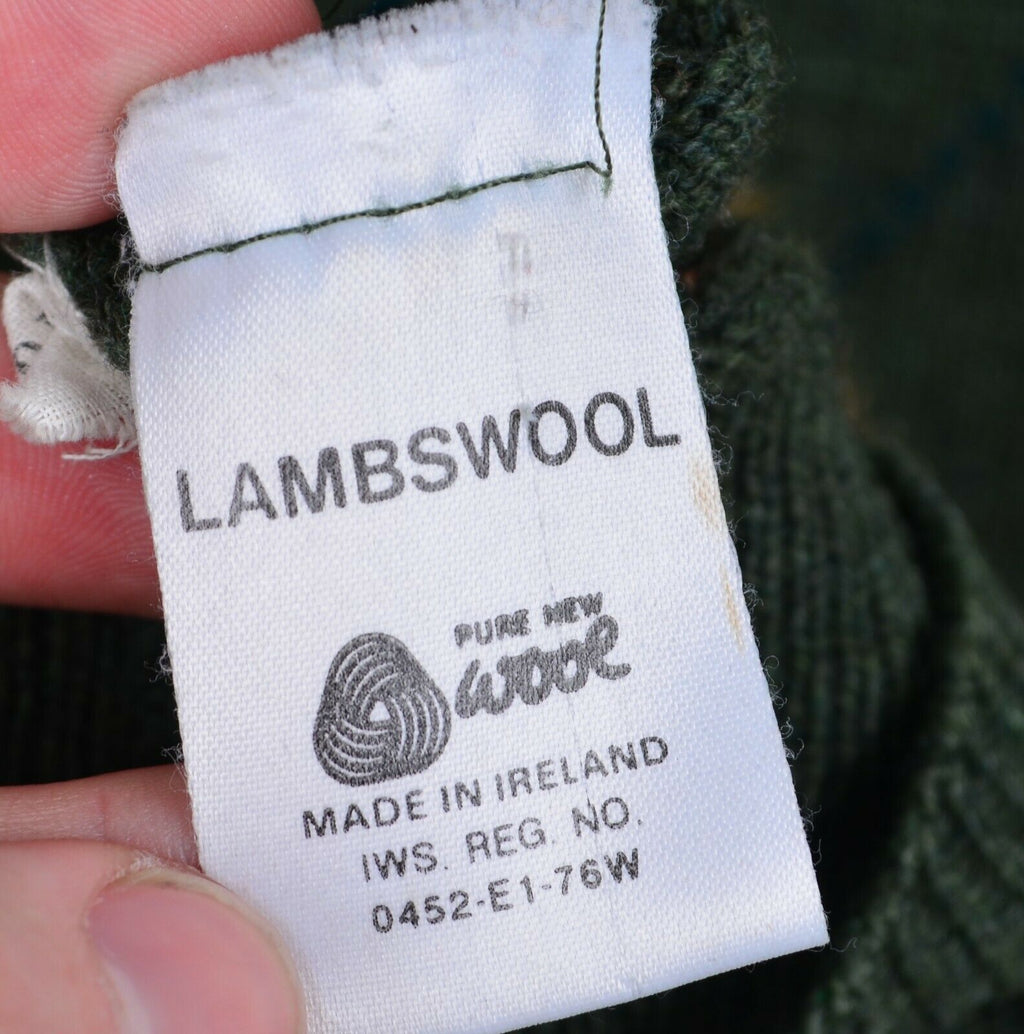 LAMBSWOOL
PURE NEW
wool
MADE IN IRELAND
IWS. REG. NO.
0452-E1-76W